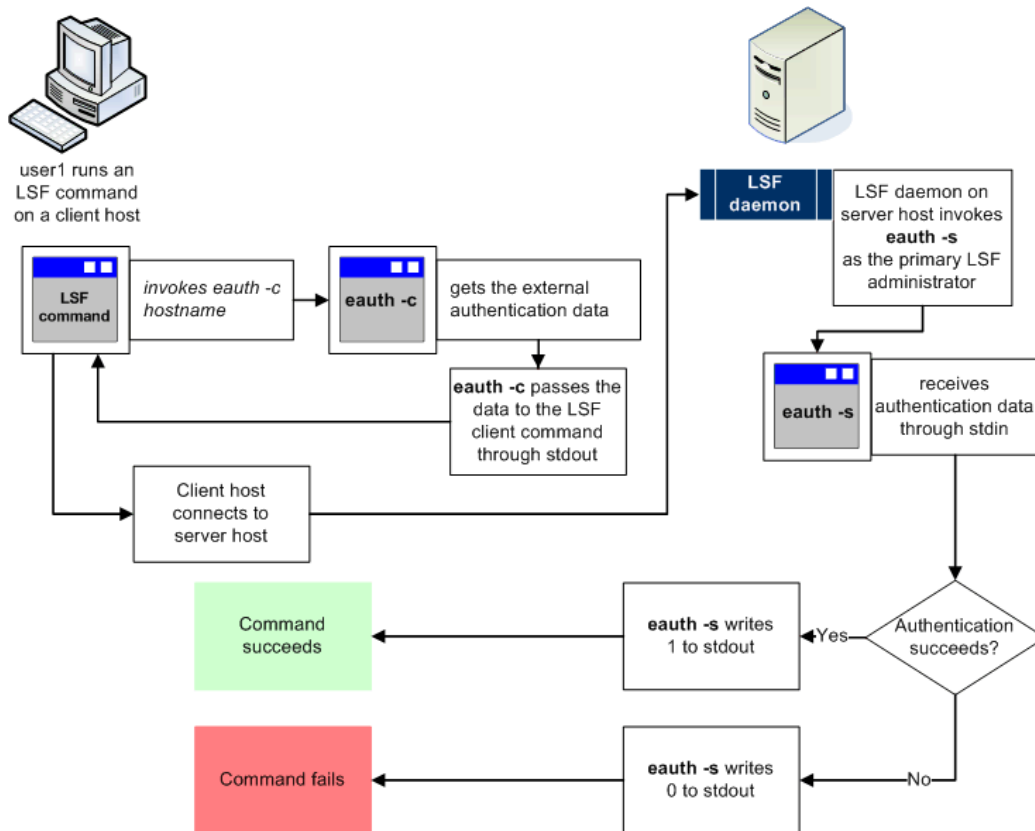 user1 runs an
LSF command
on a client host
LSF
command
invokes eauth -c
hostname
eauth -c
gets the external
authentication data
eauth -c passes the
data to the LSF
client command
through stdout
Client host
connects to
server host
LSF
daemon
LSF daemon on
server host invokes
eauth -s
as the primary LSF
administrator
eauth -s
receives
authentication data
through stdin
Authentication
succeeds?
Yes
eauth -s writes
1 to stdout
Command
succeeds
No
eauth -s writes
0 to stdout
Command fails